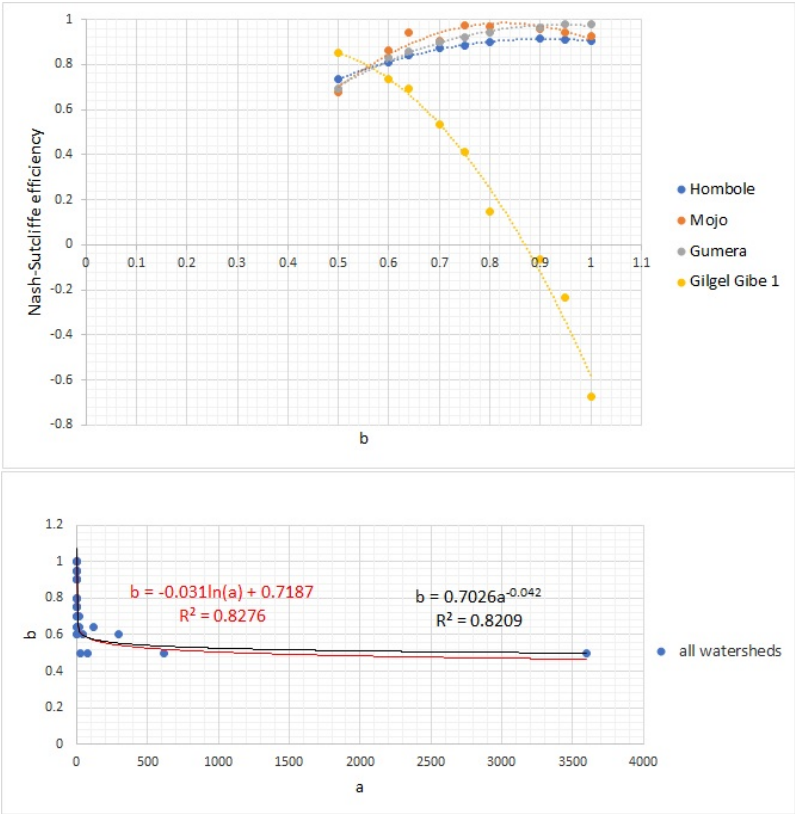 1
0.8
0.6
0.4
0.2
0
-0.2
-0.4
-0.6
-0.8
0 0.1 0.2 0.3 0.4 0.5 0.6 0.7 0.8 0.9 1 1.1
Nash-Sutcliffe efficiency
b
Hombole
Mojo
Gumera
Gilgel Gibe 1
1.2
1
0.8
0.6
0.4
0.2
0
b
b = -0.031ln(a) + 0.7187
R² = 0.8276
b = 0.7026a^-0.042
R² = 0.8209
all watersheds
0 500 1000 1500 2000 2500 3000 3500 4000
a